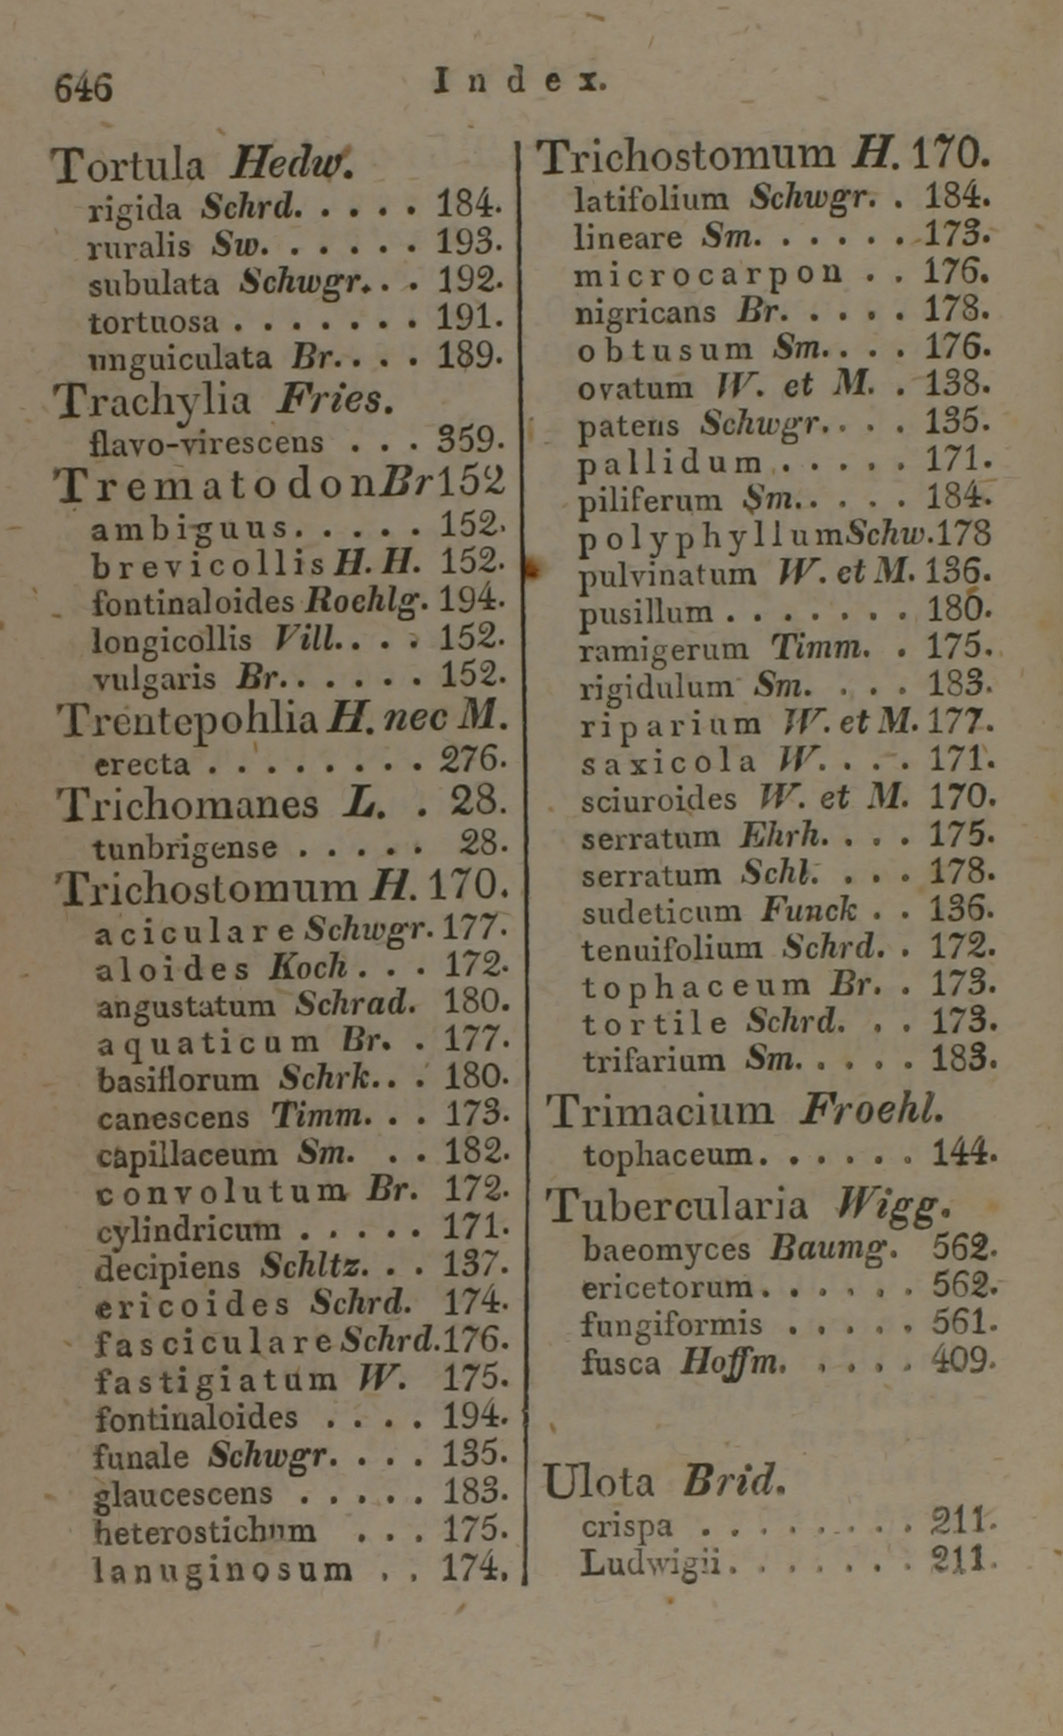 646
Index.
Tortula Hedw.
rigida Schrd. . . . . 184.
ruralis Sw. . . . . . 193.
subulata Schwgr. . . 192.
tortuosa . . . . . . . 191.
unguiculata Br. . . . 189.
Trachylia Fries.
flavo-virescens . . . 359.
Trematodon Br 152
ambiguus. . . . . 152.
brevicollis H. H. 152.
fontinaloides Roehlg. 194.
longicollis Vill. . . . 152.
vulgaris Br. . . . . . 152.
Trentepohlia H. nec M.
erecta . . . . . . . . 276.
Trichomanes L. . 28.
tunbrigense . . . . . 28.
Trichostomum H. 170.
aciculare Schwgr. 177.
aloides Koch . . . 172.
angustatum Schrad. 180.
aquaticum Br. . 177.
basiflorum Schrk. . . 180.
canescens Timm. . . 173.
capillaceum Sm. . . 182.
convolutum Br. 172.
cylindricum . . . . . 171.
decipiens Schltz. . . 137.
ericoides Schrd. 174.
fasciculare Schrd. 176.
fastigiatum W. 175.
fontinaloides . . . . 194.
funale Schwgr. . . . 135.
glaucescens . . . . . 183.
heterostichum . . . 175.
lanuginosum . . 174.
Trichostomum H. 170.
latifolium Schwgr. . 184.
lineare Sm. . . . . . 173.
microcarpon . . 176.
nigricans Br. . . . . 178.
obtusum Sm. . . . 176.
ovatum W. et M. . 138.
patens Schwgr. . . . 135.
pallidum . . . . . 171.
piliferum Sm. . . . . 184.
polyphyllum Schw. 178
pulvinatum W. et M. 136.
pusillum . . . . . . . 180.
ramigerum Timm. . 175.
rigidulum Sm. . . . 183.
riparium W. et M. 177.
saxicola W. . . . 171.
sciuroides W. et M. 170.
serratum Ehrh. . . . 175.
serratum Schl. . . . 178.
sudeticum Funck . . 136.
tenuifolium Schrd. . 172.
tophaceum Br. . 173.
tortile Schrd. . . 173.
trifarium Sm. . . . . 183.
Trimacium Froehl.
tophaceum. . . . . . 144.
Tubercularia Wigg.
baeomyces Baumg. 562.
ericetorum. . . . . . 562.
fungiformis . . . . . 561.
fusca Hoffm. . . . . 409.
Ulota Brid.
crispa . . . . . . . . 211.
Ludwigii. . . . . . . 211.